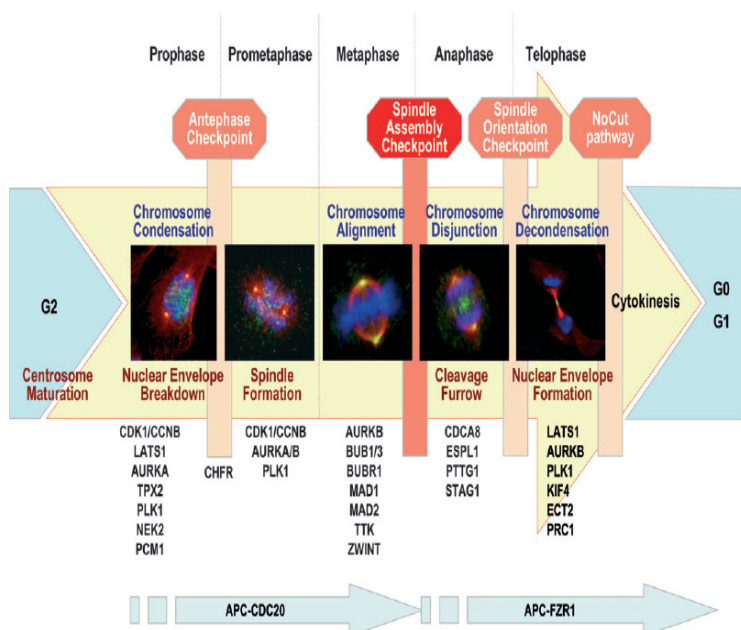 Prophase
Prometaphase
Metaphase
Anaphase
Telophase
Antephase
Checkpoint
Spindle
Assembly
Checkpoint
Spindle
Orientation
Checkpoint
NoCut
pathway
Chromosome
Condensation
Chromosome
Alignment
Chromosome
Disjunction
Chromosome
Decondensation
G2
Cytokinesis
G0
G1
Centrosome
Maturation
Nuclear Envelope
Breakdown
Spindle
Formation
Cleavage
Furrow
Nuclear Envelope
Formation
CDK1/CCNB
LATS1
AURKA
TPX2
PLK1
NEK2
PCM1
CHFR
CDK1/CCNB
AURKA/B
PLK1
AURKB
BUB1/3
BUBR1
MAD1
MAD2
TTK
ZWINT
CDCA8
ESPL1
PTTG1
STAG1
LATS1
AURKB
PLK1
KIF4
ECT2
PRC1
APC-CDC20
APC-FZR1